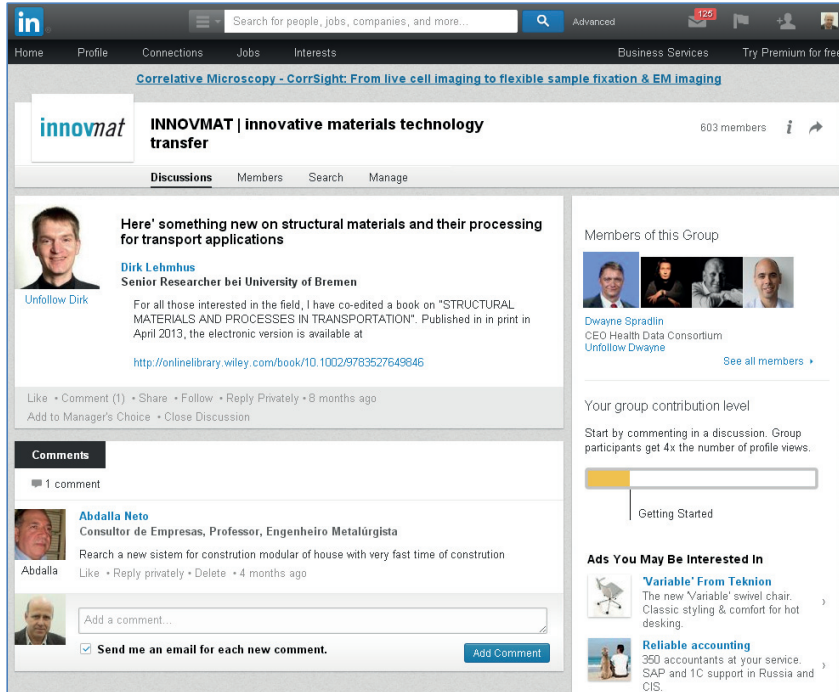 in
Search for people, jobs, companies, and more...
Advanced
125
Home Profile Connections Jobs Interests Business Services Try Premium for free
Correlative Microscopy - CorrSight: From live cell imaging to flexible sample fixation & EM imaging
innovmat
INNOVMAT | innovative materials technology
transfer
603 members i
Discussions Members Search Manage
Here' something new on structural materials and their processing
for transport applications
Dirk Lehmhus
Senior Researcher bei University of Bremen
Unfollow Dirk
For all those interested in the field, I have co-edited a book on "STRUCTURAL
MATERIALS AND PROCESSES IN TRANSPORTATION". Published in in print in
April 2013, the electronic version is available at
http://onlinelibrary.wiley.com/book/10.1002/9783527649846
Like • Comment (1) • Share • Follow • Reply Privately • 8 months ago
Add to Manager's Choice • Close Discussion
Comments
1 comment
Abdalla Neto
Consultor de Empresas, Professor, Engenheiro Metalúrgista
Rearch a new sistem for constrution modular of house with very fast time of constrution
Abdalla
Like • Reply privately • Delete • 4 months ago
Add a comment...
Send me an email for each new comment.
Add Comment
Members of this Group
Dwayne Spradlin
CEO Health Data Consortium
Unfollow Dwayne
See all members
Your group contribution level
Start by commenting in a discussion. Group
participants get 4x the number of profile views.
Getting Started
Ads You May Be Interested In
'Variable' From Teknion
The new 'Variable' swivel chair.
Classic styling & comfort for hot
desking.
Reliable accounting
350 accountants at your service.
SAP and 1C support in Russia and
CIS.